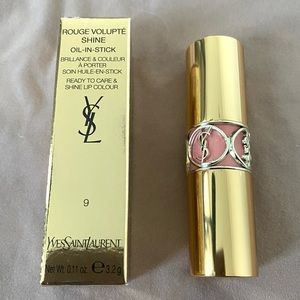 ROUGE VOLUPTÉ
SHINE
OIL-IN-STICK
BRILLANCE & COULEUR
À PORTER
SOIN HUILE-EN-STICK
READY TO CARE &
SHINE LIP COLOUR
YSL
9
YVES SAINT LAURENT
Net Wt. 0.11 oz. e 3.2 g
YSL